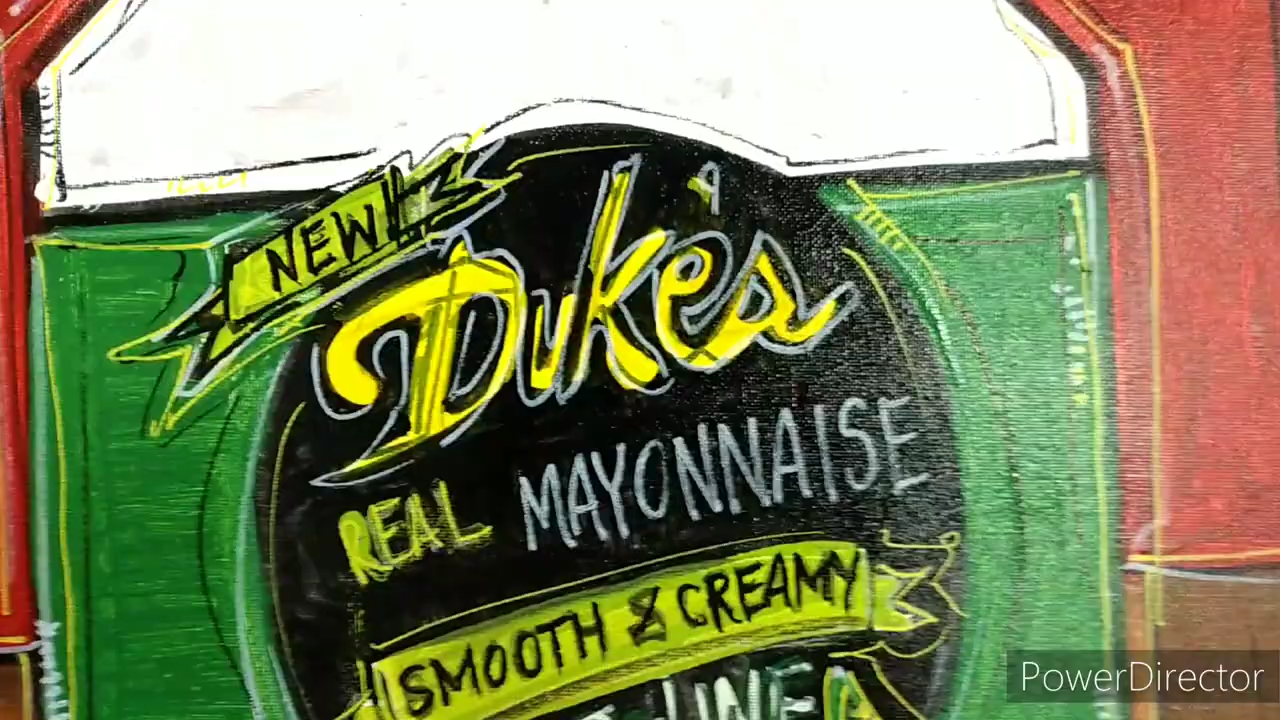 NEW!
Duke's
REAL MAYONNAISE
SMOOTH & CREAMY
PowerDirector